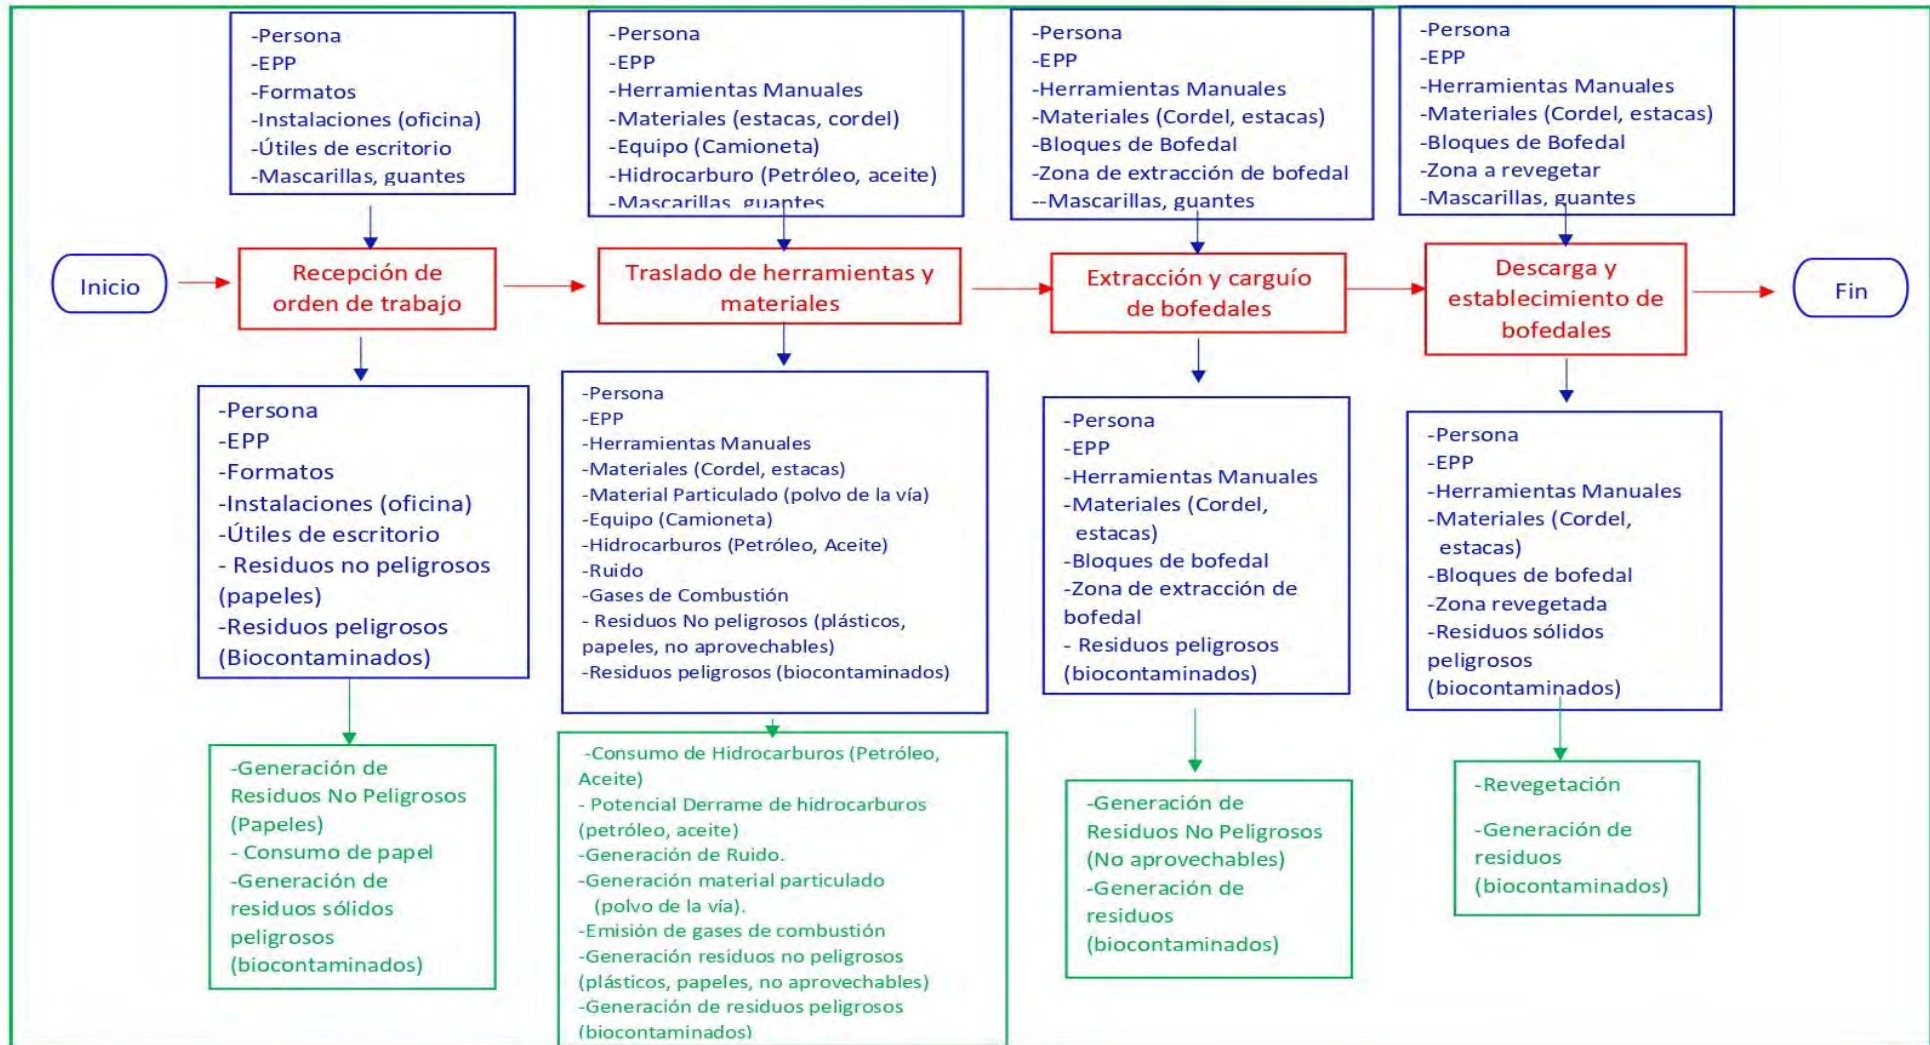 -Persona
-EPP
-Formatos
-Instalaciones (oficina)
-Útiles de escritorio
-Mascarillas, guantes
-Persona
-EPP
-Herramientas Manuales
-Materiales (estacas, cordel)
-Equipo (Camioneta)
-Hidrocarburo (Petróleo, aceite)
-Mascarillas, guantes
-Persona
-EPP
-Herramientas Manuales
-Materiales (Cordel, estacas)
-Bloques de Bofedal
-Zona de extracción de bofedal
--Mascarillas, guantes
-Persona
-EPP
-Herramientas Manuales
-Materiales (Cordel, estacas)
-Bloques de Bofedal
-Zona a revegetar
-Mascarillas, guantes
Inicio
Recepción de
orden de trabajo
Traslado de herramientas y
materiales
Extracción y carguío
de bofedales
Descarga y
establecimiento de
bofedales
Fin
-Persona
-EPP
-Formatos
-Instalaciones (oficina)
-Útiles de escritorio
- Residuos no peligrosos
(papeles)
-Residuos peligrosos
(Biocontaminados)
-Persona
-EPP
-Herramientas Manuales
-Materiales (Cordel, estacas)
-Material Particulado (polvo de la vía)
-Equipo (Camioneta)
-Hidrocarburos (Petróleo, Aceite)
-Ruido
-Gases de Combustión
- Residuos No peligrosos (plásticos,
papeles, no aprovechables)
-Residuos peligrosos (biocontaminados)
-Persona
-EPP
-Herramientas Manuales
-Materiales (Cordel,
estacas)
-Bloques de bofedal
-Zona de extracción de
bofedal
- Residuos peligrosos
(biocontaminados)
-Persona
-EPP
-Herramientas Manuales
-Materiales (Cordel,
estacas)
-Bloques de bofedal
-Zona revegetada
-Residuos sólidos
peligrosos
(biocontaminados)
-Generación de
Residuos No Peligrosos
(Papeles)
- Consumo de papel
-Generación de
residuos sólidos
peligrosos
(biocontaminados)
-Consumo de Hidrocarburos (Petróleo,
Aceite)
- Potencial Derrame de hidrocarburos
(petróleo, aceite)
-Generación de Ruido.
-Generación material particulado
(polvo de la vía).
-Emisión de gases de combustión
-Generación residuos no peligrosos
(plásticos, papeles, no aprovechables)
-Generación de residuos peligrosos
(biocontaminados)
-Generación de
Residuos No Peligrosos
(No aprovechables)
-Generación de
residuos
(biocontaminados)
-Revegetación
-Generación de
residuos
(biocontaminados)